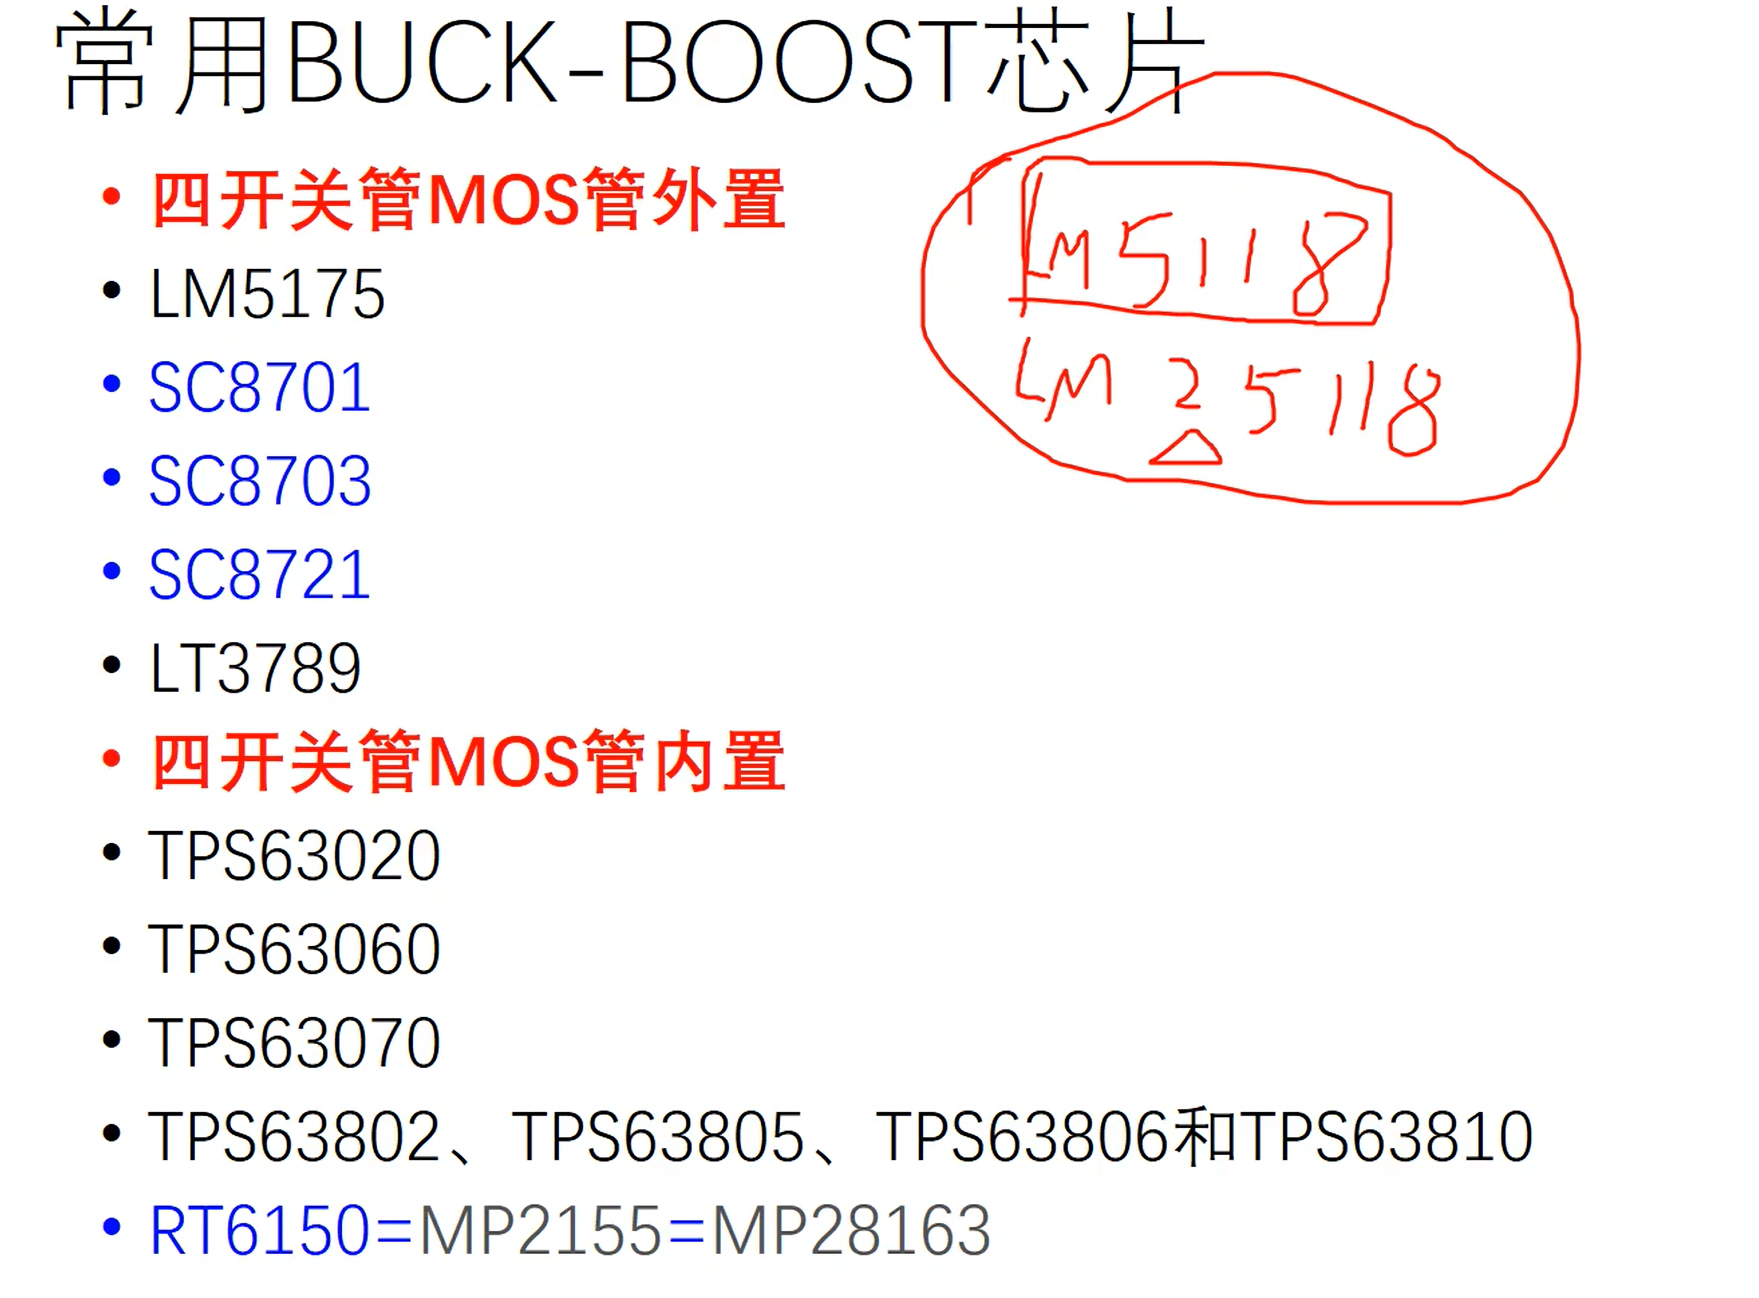 常用BUCK-BOOST芯片
• 四开关管MOS管外置
• LM5175
• SC8701
• SC8703
• SC8721
• LT3789
• 四开关管MOS管内置
• TPS63020
• TPS63060
• TPS63070
• TPS63802、TPS63805、TPS63806和TPS63810
• RT6150=MP2155=MP28163
LM5118
LM25118